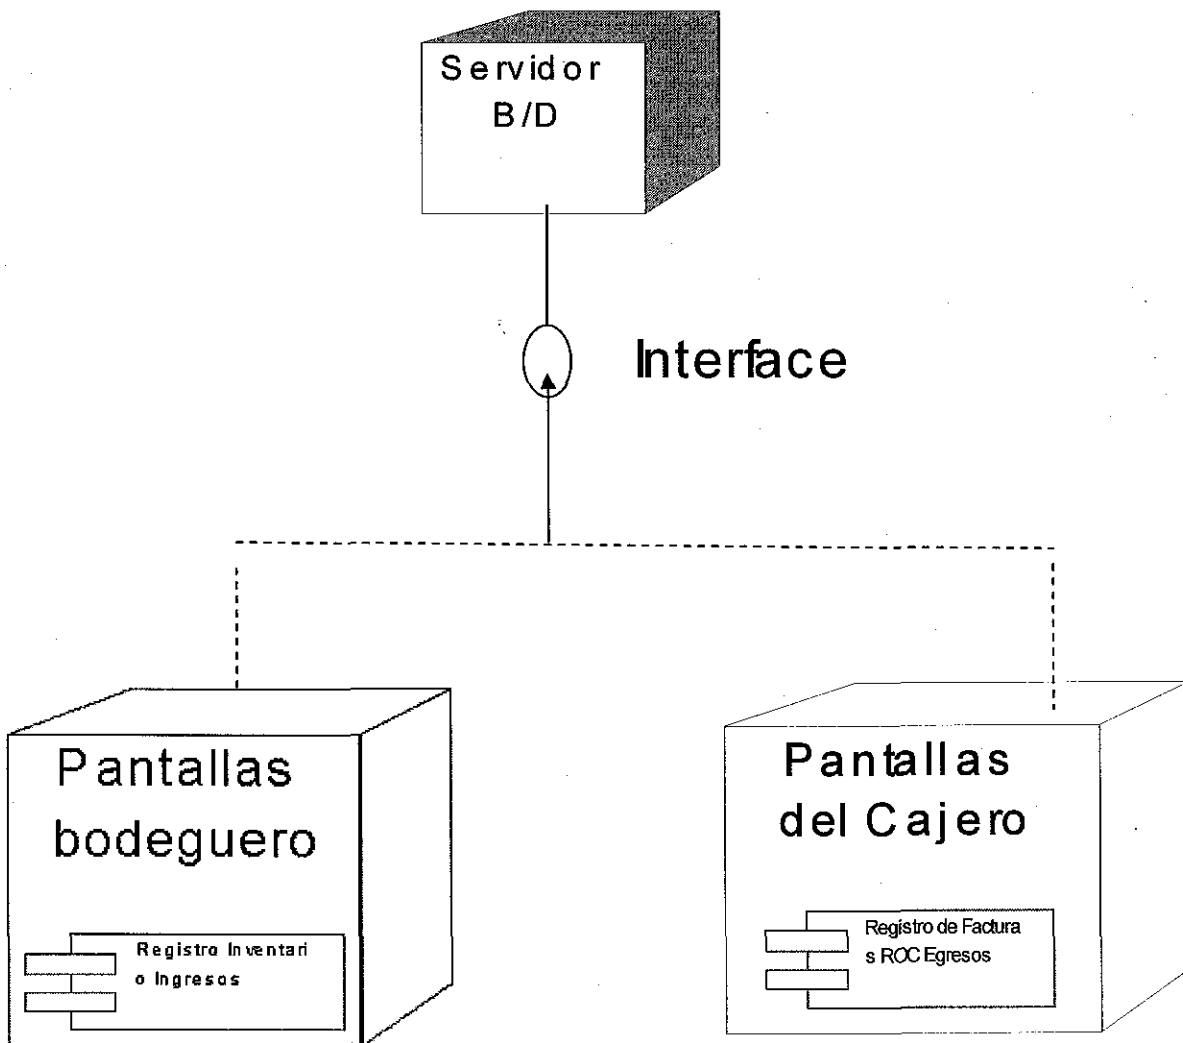 Servidor
B/D
Interface
Pantallas
bodeguero
Registro Inventari
o Ingresos
Pantallas
del Cajero
Registro de Factura
s ROC Egresos